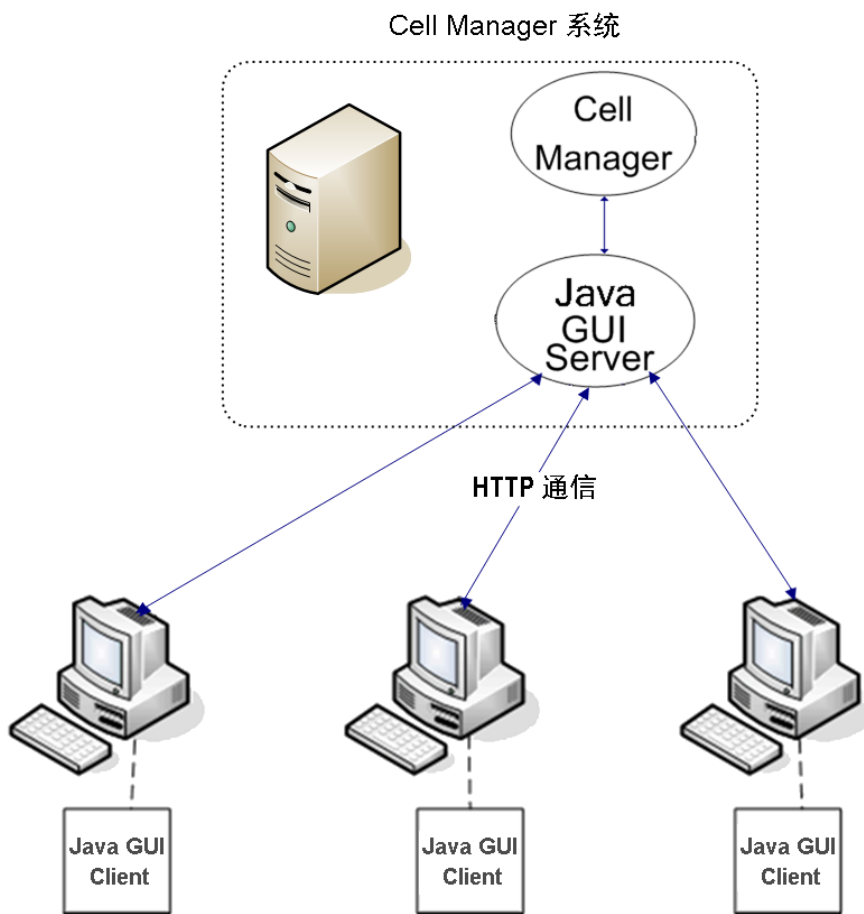 Cell Manager 系统
Cell
Manager
Java
GUI
Server
HTTP 通信
Java GUI
Client
Java GUI
Client
Java GUI
Client